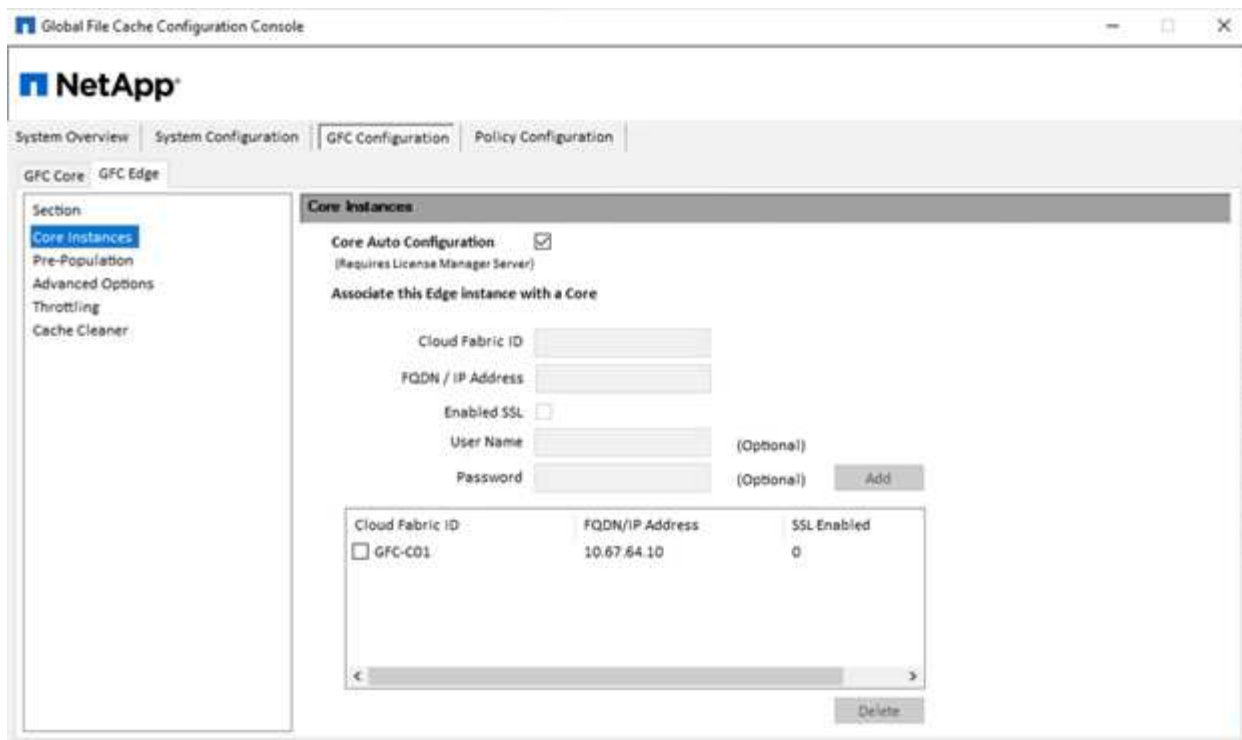 Global File Cache Configuration Console
NetApp
System Overview System Configuration GFC Configuration Policy Configuration
GFC Core GFC Edge
Section
Core Instances
Pre-Population
Advanced Options
Throttling
Cache Cleaner
Core Instances
Core Auto Configuration
(Requires License Manager Server)
Associate this Edge instance with a Core
Cloud Fabric ID
FQDN / IP Address
Enabled SSL
User Name (Optional)
Password (Optional) Add
Cloud Fabric ID FQDN/IP Address SSL Enabled
GFC-C01 10.67.64.10 0
Delete